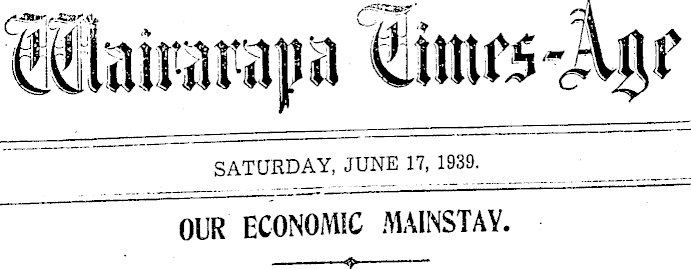 Wairarapa Times-Age
SATURDAY, JUNE 17, 1939.
OUR ECONOMIC MAINSTAY.